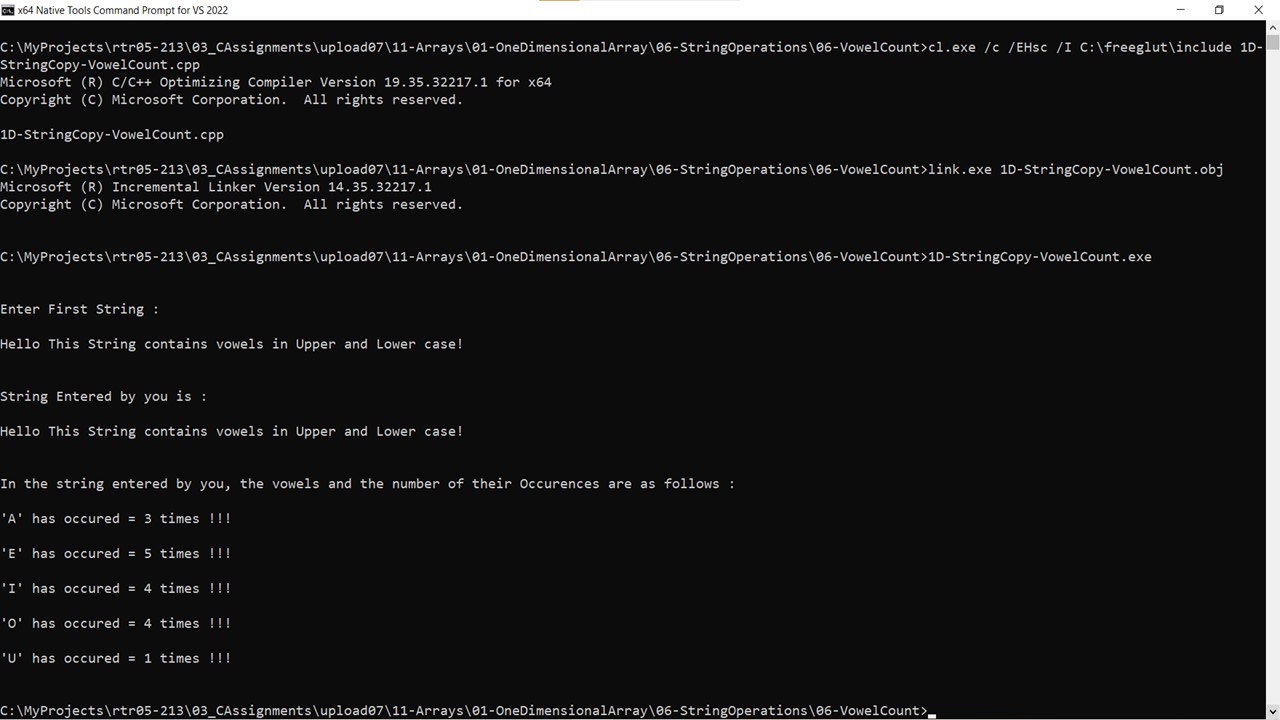 x64 Native Tools Command Prompt for VS 2022
C:\MyProjects\rtr05-213\03_CAssignments\upload07\11-Arrays\01-OneDimensionalArray\06-StringOperations\06-VowelCount>cl.exe /c /EHsc /I C:\freeglut\include 1D-
StringCopy-VowelCount.cpp
Microsoft (R) C/C++ Optimizing Compiler Version 19.35.32217.1 for x64
Copyright (C) Microsoft Corporation.  All rights reserved.
1D-StringCopy-VowelCount.cpp
C:\MyProjects\rtr05-213\03_CAssignments\upload07\11-Arrays\01-OneDimensionalArray\06-StringOperations\06-VowelCount>link.exe 1D-StringCopy-VowelCount.obj
Microsoft (R) Incremental Linker Version 14.35.32217.1
Copyright (C) Microsoft Corporation.  All rights reserved.
C:\MyProjects\rtr05-213\03_CAssignments\upload07\11-Arrays\01-OneDimensionalArray\06-StringOperations\06-VowelCount>1D-StringCopy-VowelCount.exe
Enter First String :
Hello This String contains vowels in Upper and Lower case!
String Entered by you is :
Hello This String contains vowels in Upper and Lower case!
In the string entered by you, the vowels and the number of their Occurences are as follows :
'A' has occured = 3 times !!!
'E' has occured = 5 times !!!
'I' has occured = 4 times !!!
'O' has occured = 4 times !!!
'U' has occured = 1 times !!!
C:\MyProjects\rtr05-213\03_CAssignments\upload07\11-Arrays\01-OneDimensionalArray\06-StringOperations\06-VowelCount>